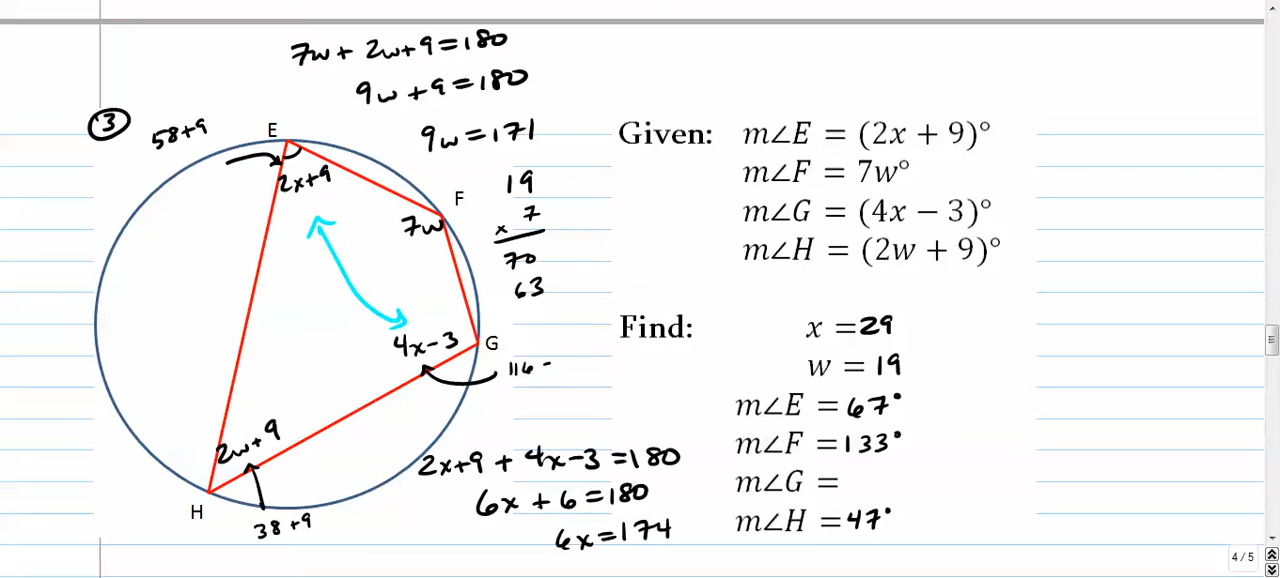 7w + 2w+9 = 180
9w + 9 = 180
9w = 171
3
58+9
E
2x+9
F
7w
19
x 7
70
63
4x-3
G
116 -
2w+9
H
38+9
2x+9 + 4x-3 = 180
6x + 6 = 180
6x = 174
Given: m∠E = (2x + 9)°
m∠F = 7w°
m∠G = (4x − 3)°
m∠H = (2w + 9)°
Find: x = 29
w = 19
m∠E = 67°
m∠F = 133°
m∠G =
m∠H = 47°
4 / 5